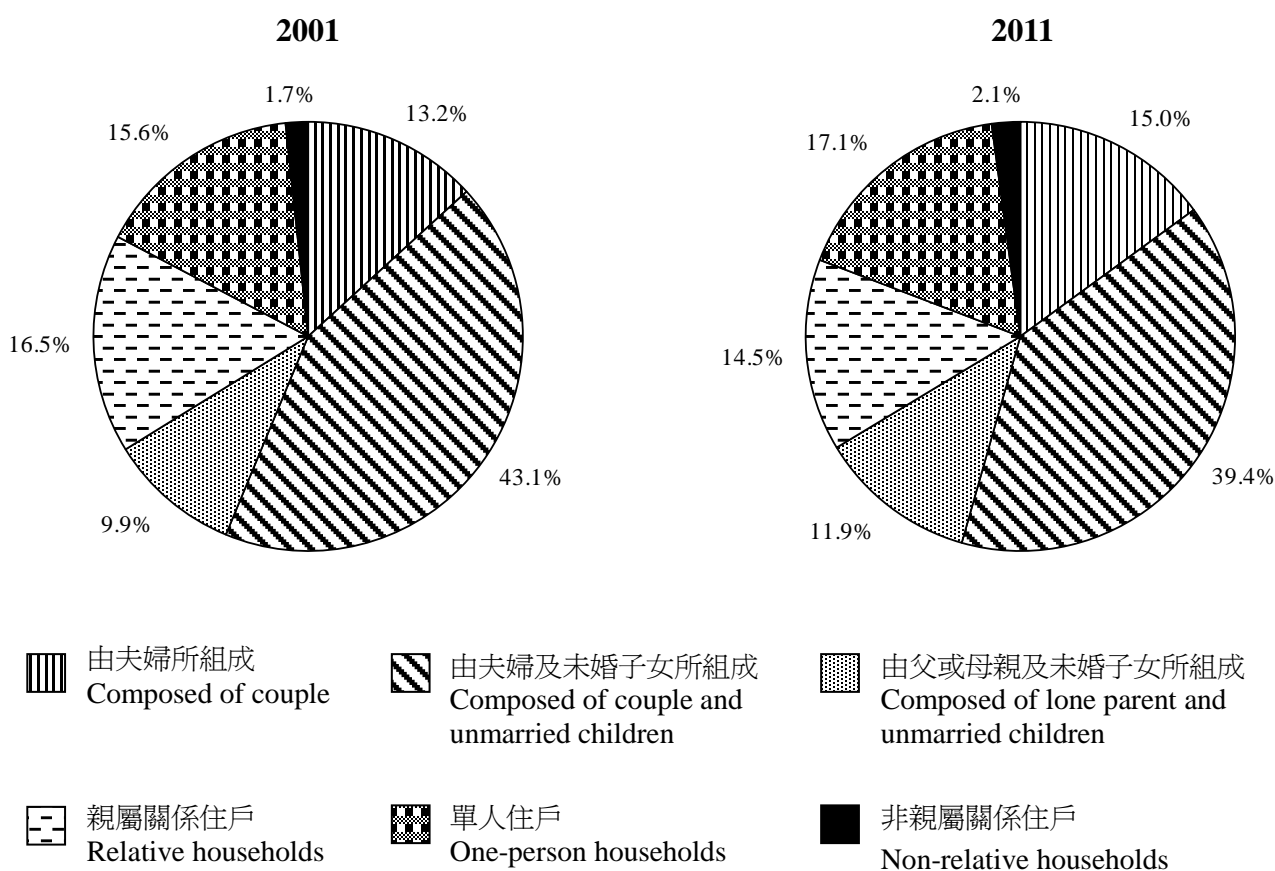 2001
2011
1.7%
13.2%
15.6%
16.5%
43.1%
9.9%
2.1%
15.0%
17.1%
14.5%
39.4%
11.9%
由夫婦所組成
Composed of couple
由夫婦及未婚子女所組成
Composed of couple and
unmarried children
由父或母親及未婚子女所組成
Composed of lone parent and
unmarried children
親屬關係住戶
Relative households
單人住戶
One-person households
非親屬關係住戶
Non-relative households